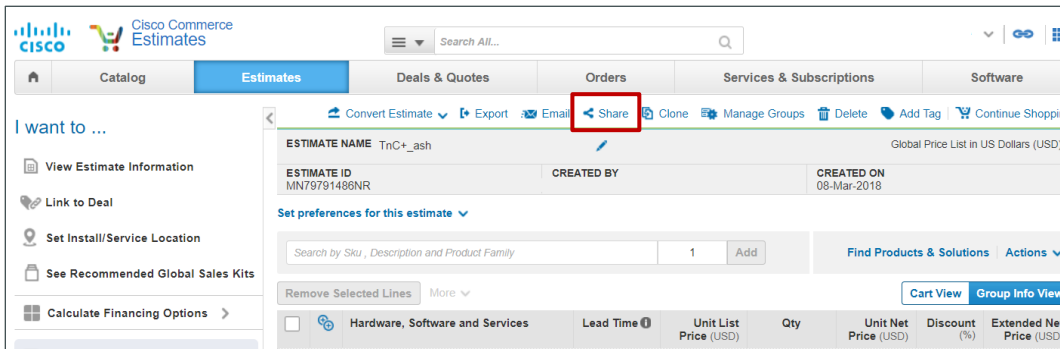 Cisco Commerce
Estimates
CISCO
Search All...
Catalog
Estimates
Deals & Quotes
Orders
Services & Subscriptions
Software
I want to ...
View Estimate Information
Link to Deal
Set Install/Service Location
See Recommended Global Sales Kits
Calculate Financing Options
Convert Estimate
Export
Email
Share
Clone
Manage Groups
Delete
Add Tag
Continue Shoppi
ESTIMATE NAME TnC+_ash
Global Price List in US Dollars (USD)
ESTIMATE ID
MN79791486NR
CREATED BY
CREATED ON
08-Mar-2018
Set preferences for this estimate
Search by Sku , Description and Product Family
1
Add
Find Products & Solutions
Actions
Remove Selected Lines
More
Cart View
Group Info View
Hardware, Software and Services
Lead Time
Unit List
Price (USD)
Qty
Unit Net
Price (USD)
Discount
(%)
Extended Ne
Price (USD